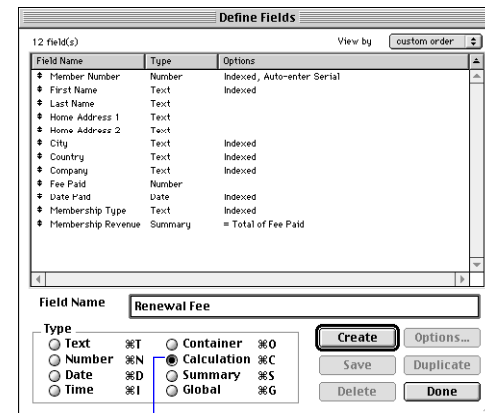 Define Fields
12 field(s) View by custom order
Field Name Type Options
Member Number Number Indexed, Auto-enter Serial
First Name Text Indexed
Last Name Text
Home Address 1 Text
Home Address 2 Text
City Text Indexed
Country Text Indexed
Company Text Indexed
Fee Paid Number
Date Paid Date Indexed
Membership Type Text Indexed
Membership Revenue Summary = Total of Fee Paid
Field Name Renewal Fee
Type
Text ⌘T Container ⌘O Create Options...
Number ⌘N Calculation ⌘C
Date ⌘D Summary ⌘S Save Duplicate
Time ⌘I Global ⌘G Delete Done